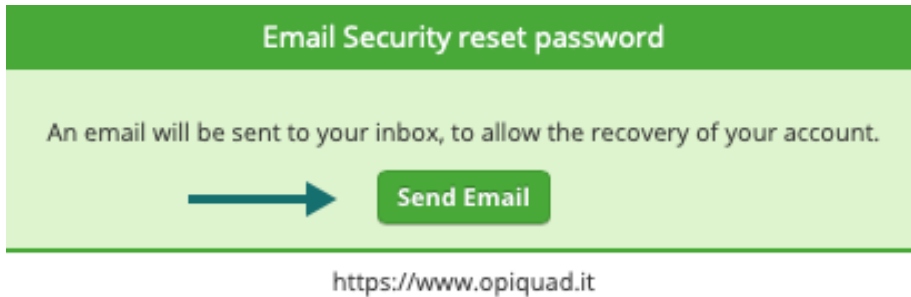 Email Security reset password
An email will be sent to your inbox, to allow the recovery of your account.
Send Email
https://www.opiquad.it